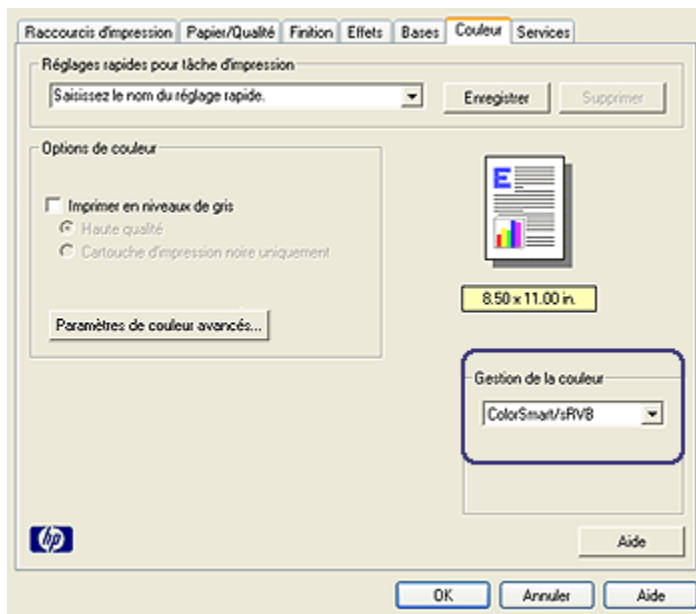 Raccourcis d'impression Papier/Qualité Finition Effets Bases Couleur Services
Réglages rapides pour tâche d'impression
Saisissez le nom du réglage rapide. Enregistrer Supprimer
Options de couleur
Imprimer en niveaux de gris
Haute qualité
Cartouche d'impression noire uniquement
Paramètres de couleur avancés...
E
8.50 x 11.00 in.
Gestion de la couleur
ColorSmart/sRVB
hp
Aide
OK Annuler Aide